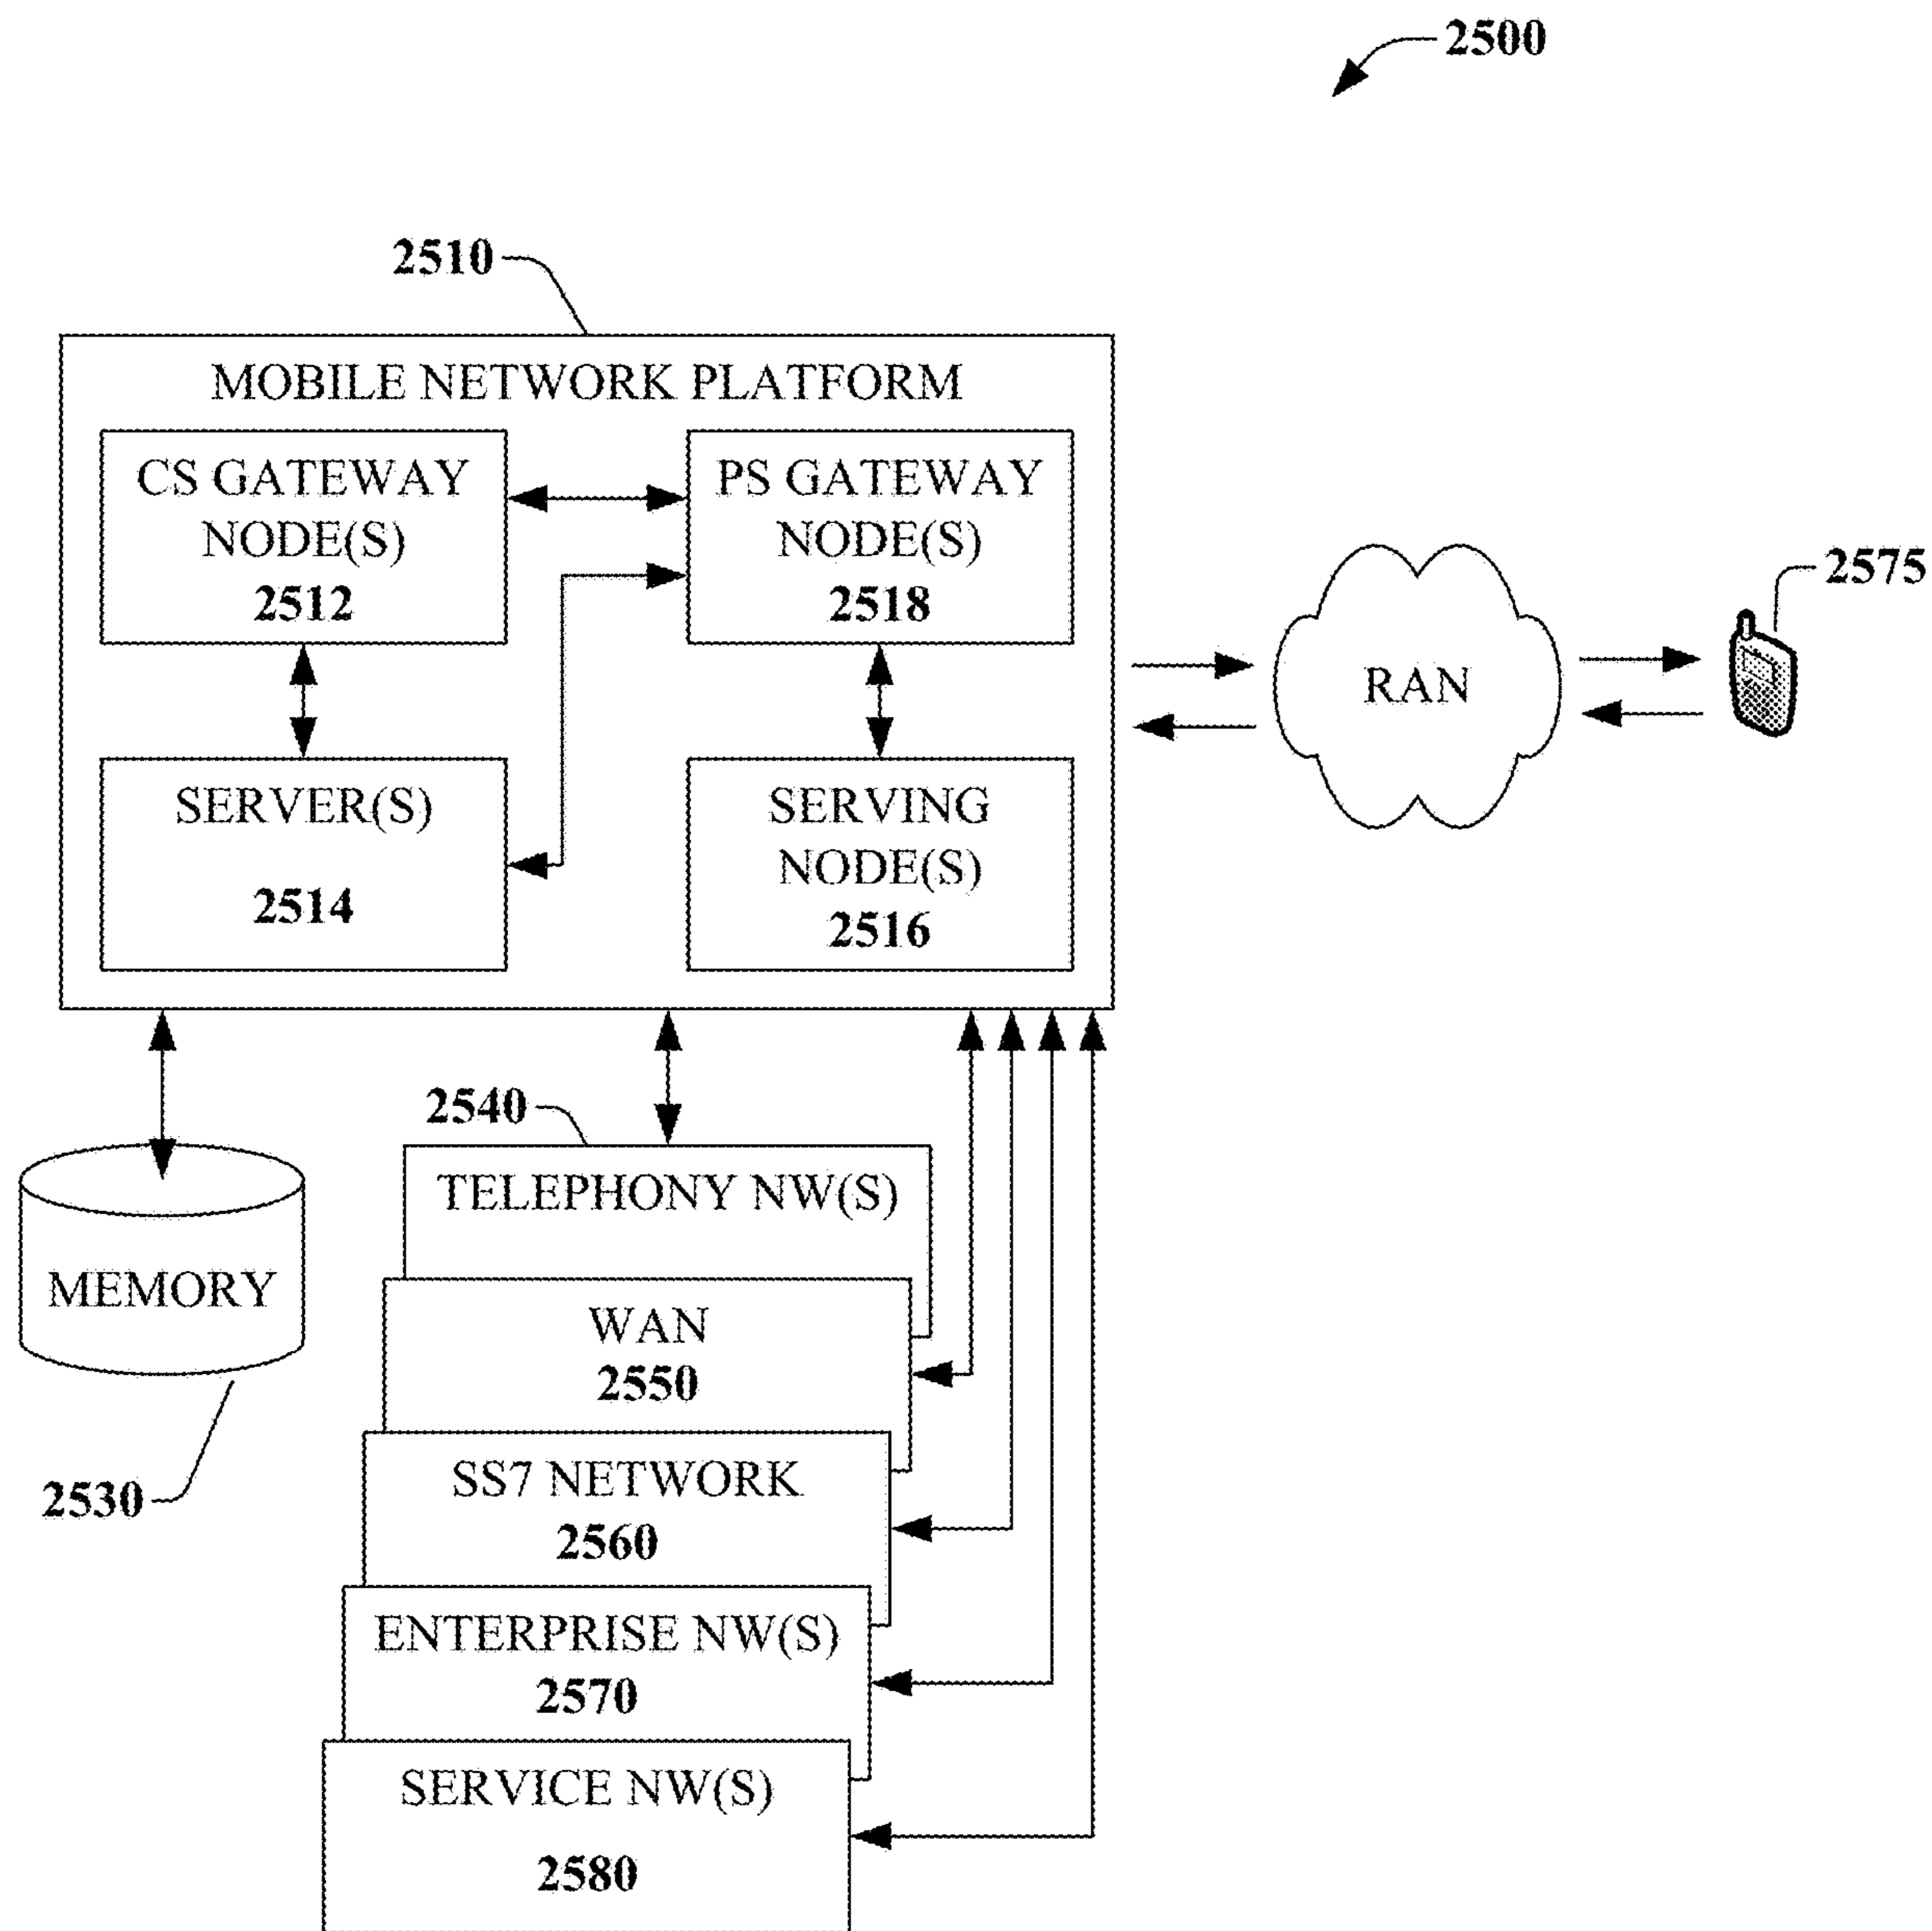 2500
2510
MOBILE NETWORK PLATFORM
CS GATEWAY
NODE(S)
2512
PS GATEWAY
NODE(S)
2518
SERVER(S)
2514
SERVING
NODE(S)
2516
RAN
2575
2540
TELEPHONY NW(S)
MEMORY
2530
WAN
2550
SS7 NETWORK
2560
ENTERPRISE NW(S)
2570
SERVICE NW(S)
2580